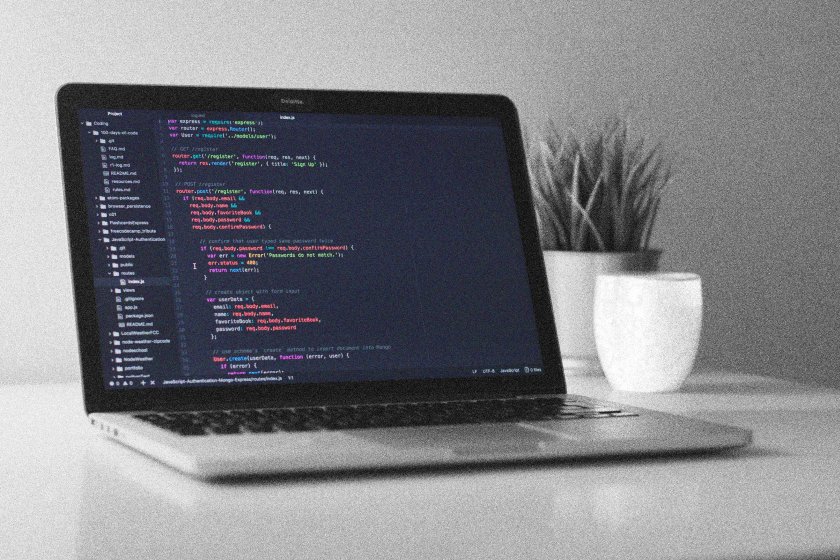 Deloitte.
Project
Coding
100-days-of-code
.git
FAQ.md
log.md
r1-log.md
README.md
resources.md
rules.md
atom-packages
browser_persistence
c01
FlashcardsExpress
freecodecamp_tribute
JavaScript-Authentication
.git
models
public
routes
index.js
views
.gitignore
app.js
package.json
README.md
LocalWeatherFCC
node-weather-zipcode
nodeschool
NodeWeather
portfolio
log.md
index.js
var express = require('express');
var router = express.Router();
var User = require('../models/user');
// GET /register
router.get('/register', function(req, res, next) {
return res.render('register', { title: 'Sign Up' });
});
// POST /register
router.post('/register', function(req, res, next) {
if (req.body.email &&
req.body.name &&
req.body.favoriteBook &&
req.body.password &&
req.body.confirmPassword) {
// confirm that user typed same password twice
if (req.body.password !== req.body.confirmPassword) {
var err = new Error('Passwords do not match.');
err.status = 400;
return next(err);
}
// create object with form input
var userData = {
email: req.body.email,
name: req.body.name,
favoriteBook: req.body.favoriteBook,
password: req.body.password
};
// use schema's `create` method to insert document into Mongo
User.create(userData, function (error, user) {
if (error) {
return next(error);
JavaScript-Authentication-Mongo-Express/routes/index.js 1:1
LF UTF-8 JavaScript 0 files